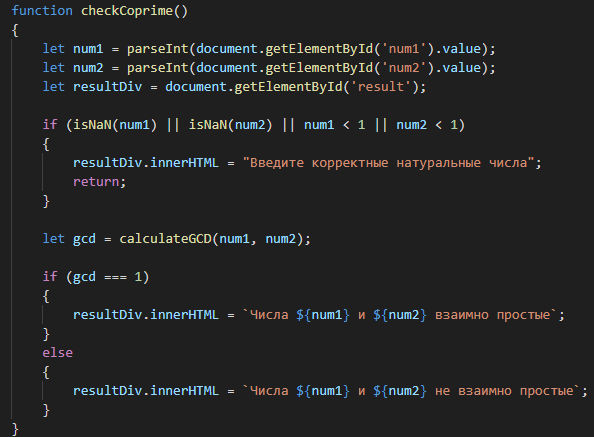 function checkCoprime()
{
    let num1 = parseInt(document.getElementById('num1').value);
    let num2 = parseInt(document.getElementById('num2').value);
    let resultDiv = document.getElementById('result');

    if (isNaN(num1) || isNaN(num2) || num1 < 1 || num2 < 1)
    {
        resultDiv.innerHTML = "Введите корректные натуральные числа";
        return;
    }

    let gcd = calculateGCD(num1, num2);

    if (gcd === 1)
    {
        resultDiv.innerHTML = `Числа ${num1} и ${num2} взаимно простые`;
    }
    else
    {
        resultDiv.innerHTML = `Числа ${num1} и ${num2} не взаимно простые`;
    }
}